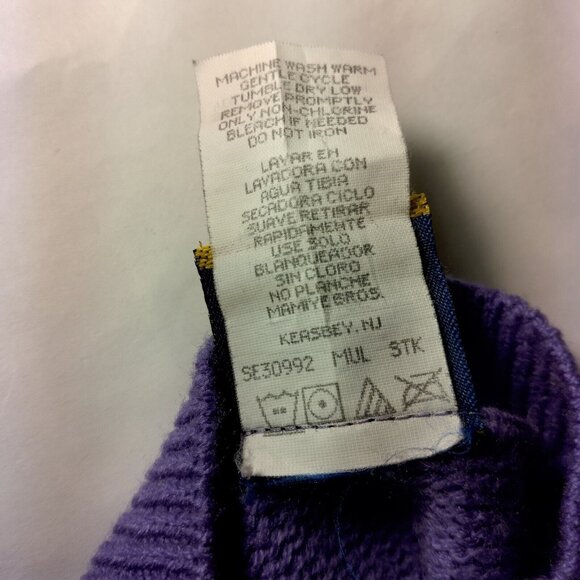 MACHINE WASH WARM
GENTLE CYCLE
TUMBLE DRY LOW
REMOVE PROMPTLY
ONLY NON-CHLORINE
BLEACH IF NEEDED
DO NOT IRON
LAVAR EN
LAVADORA CON
AGUA TIBIA
SECADORA CICLO
SUAVE RETIRAR
RAPIDAMENTE
USE SOLO
BLANQUEADOR
SIN CLORO
NO PLANCHE
MAMIYE BROS.
KEASBEY, NJ
SE30992 MUL STK